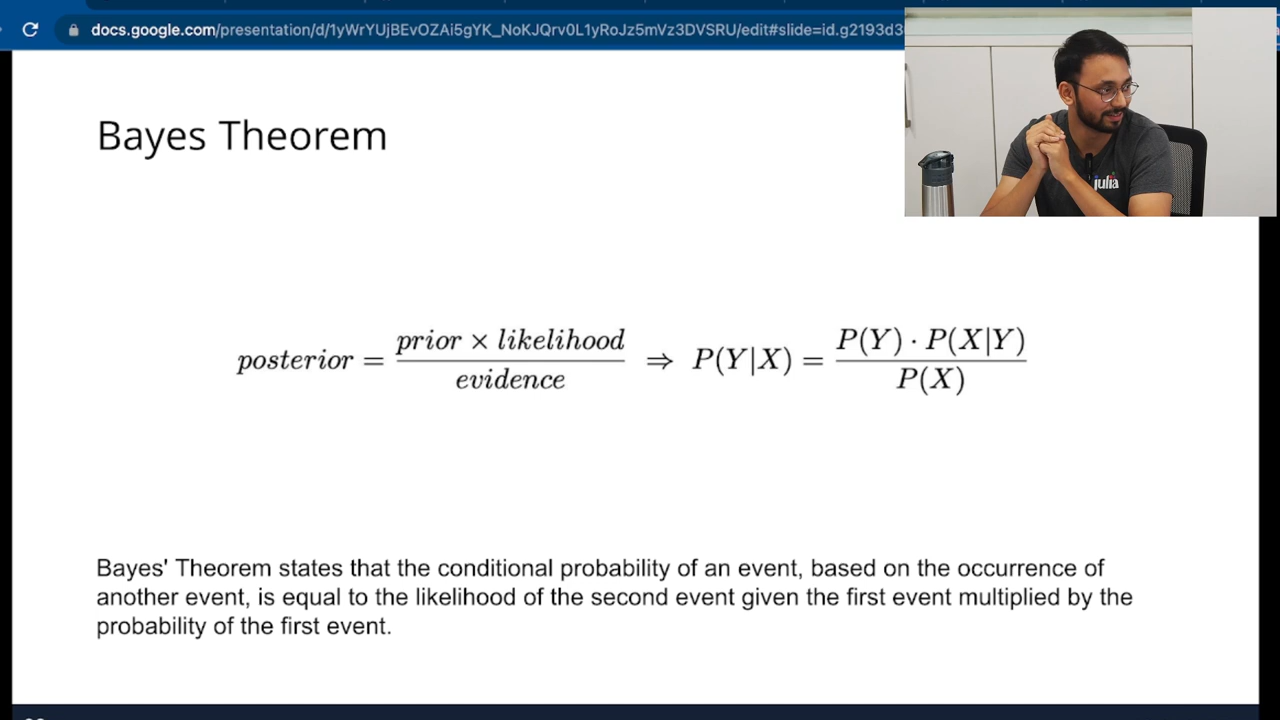 docs.google.com/presentation/d/1yWrYUjBEvOZAi5gYK_NoKJQrv0L1yRoJz5mVz3DVSRU/edit#slide=id.g2193d3
julia
Bayes Theorem
posterior = prior × likelihood / evidence ⇒ P(Y|X) = P(Y) · P(X|Y) / P(X)
Bayes' Theorem states that the conditional probability of an event, based on the occurrence of
another event, is equal to the likelihood of the second event given the first event multiplied by the
probability of the first event.